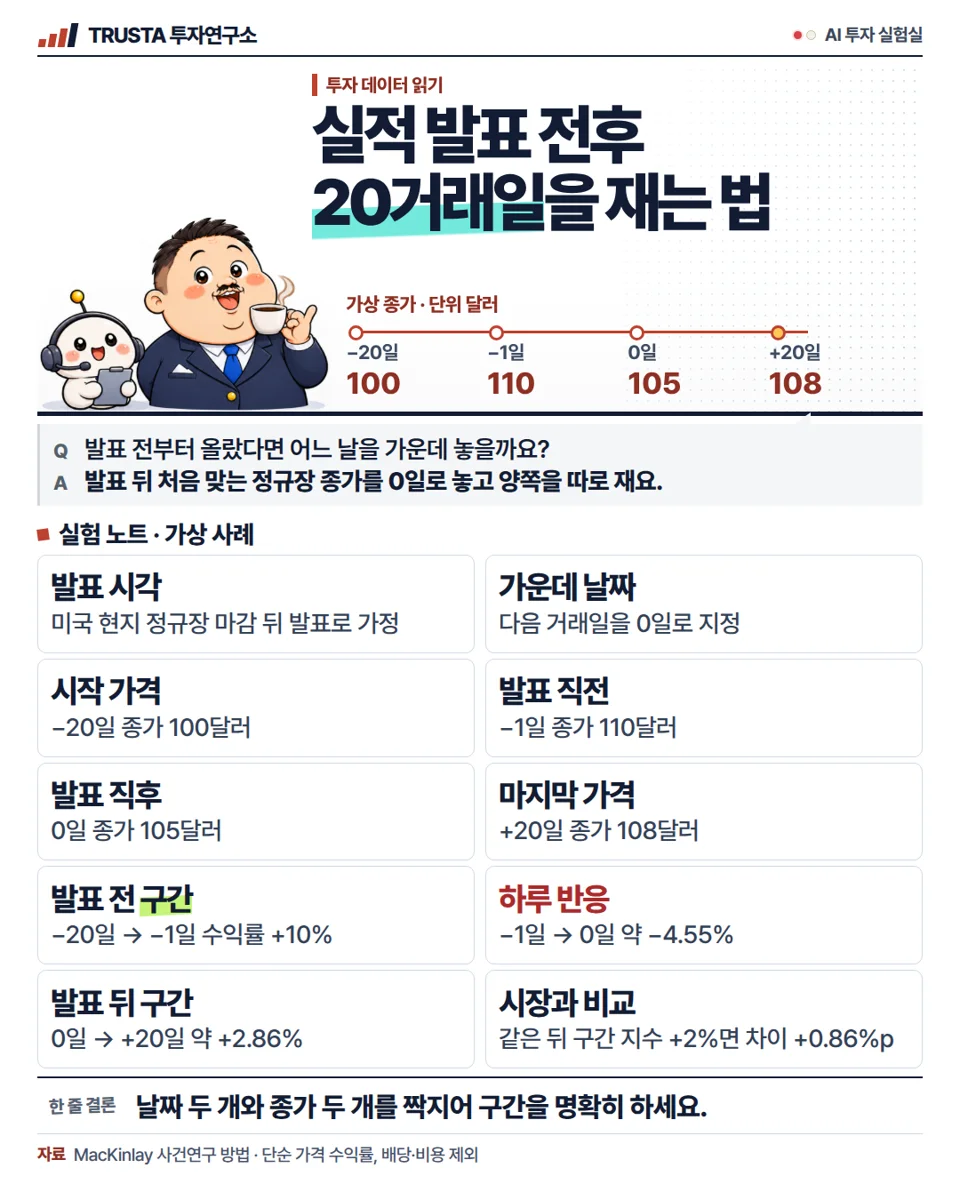 TRUSTA 투자연구소
AI 투자 실험실
투자 데이터 읽기
실적 발표 전후
20거래일을 재는 법
가상 종가 · 단위 달러
−20일 −1일 0일 +20일
100 110 105 108
Q 발표 전부터 올랐다면 어느 날을 가운데 놓을까요?
A 발표 뒤 처음 맞는 정규장 종가를 0일로 놓고 양쪽을 따로 재요.
실험 노트 · 가상 사례
발표 시각
미국 현지 정규장 마감 뒤 발표로 가정
가운데 날짜
다음 거래일을 0일로 지정
시작 가격
−20일 종가 100달러
발표 직전
−1일 종가 110달러
발표 직후
0일 종가 105달러
마지막 가격
+20일 종가 108달러
발표 전 구간
−20일 → −1일 수익률 +10%
하루 반응
−1일 → 0일 약 −4.55%
발표 뒤 구간
0일 → +20일 약 +2.86%
시장과 비교
같은 뒤 구간 지수 +2%면 차이 +0.86%p
한 줄 결론 날짜 두 개와 종가 두 개를 짝지어 구간을 명확히 하세요.
자료 MacKinlay 사건연구 방법 · 단순 가격 수익률, 배당·비용 제외